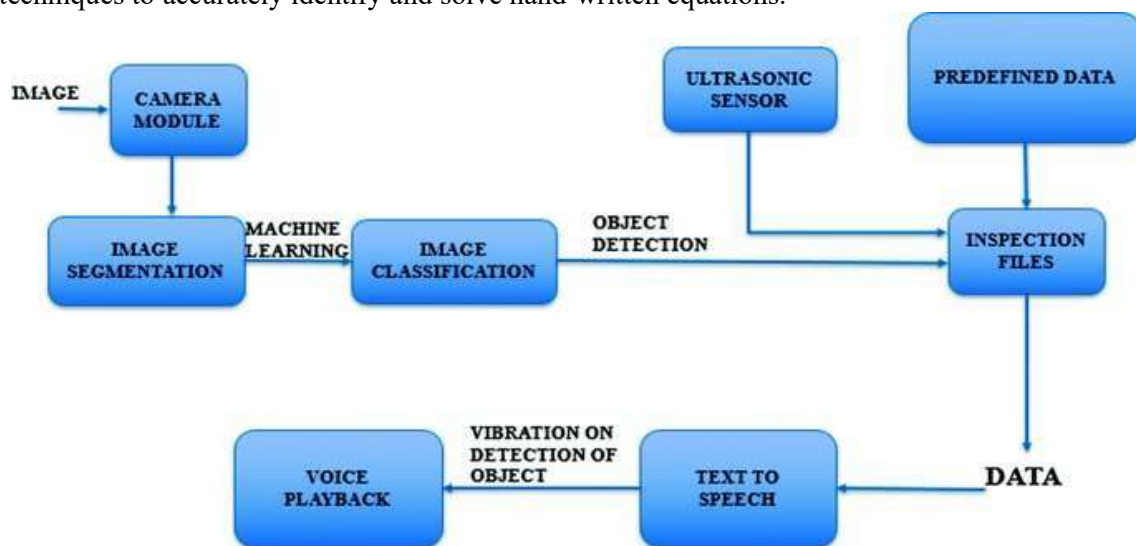 techniques to accurately identify and solve hand-written equations.
IMAGE
CAMERA
MODULE
ULTRASONIC
SENSOR
PREDEFINED DATA
IMAGE
SEGMENTATION
MACHINE
LEARNING
IMAGE
CLASSIFICATION
OBJECT
DETECTION
INSPECTION
FILES
VOICE
PLAYBACK
VIBRATION ON
DETECTION OF
OBJECT
TEXT TO
SPEECH
DATA